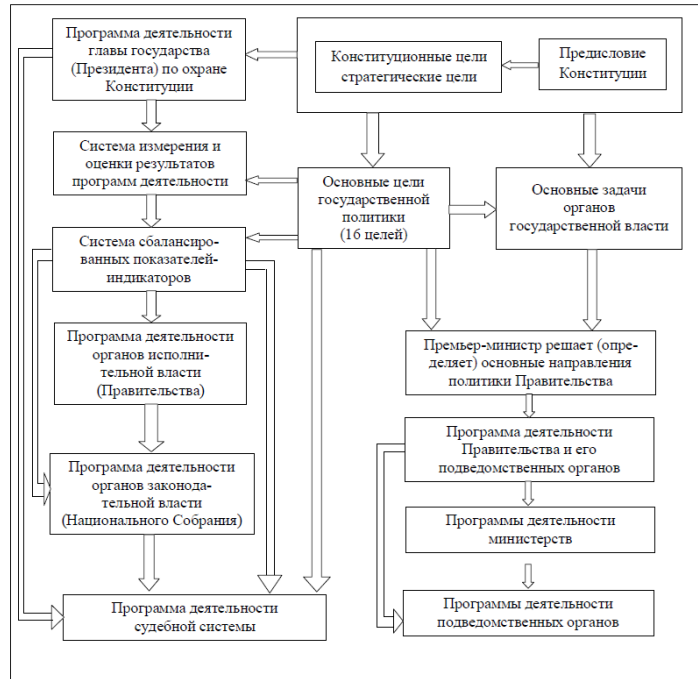 Программа деятельности
главы государства
(Президента) по охране
Конституции
Конституционные цели
стратегические цели
Предисловие
Конституции
Система измерения и
оценки результатов
программ деятельности
Основные цели
государственной
политики
(16 целей)
Основные задачи
органов
государственной власти
Система сбалансиро-
ванных показателей-
индикаторов
Программа деятельности
органов исполни-
тельной власти
(Правительства)
Премьер-министр решает (опре-
деляет) основные направления
политики Правительства
Программа деятельности
органов законода-
тельной власти
(Национального Собрания)
Программа деятельности
Правительства и его
подведомственных органов
Программы деятельности
министерств
Программа деятельности
судебной системы
Программы деятельности
подведомственных органов